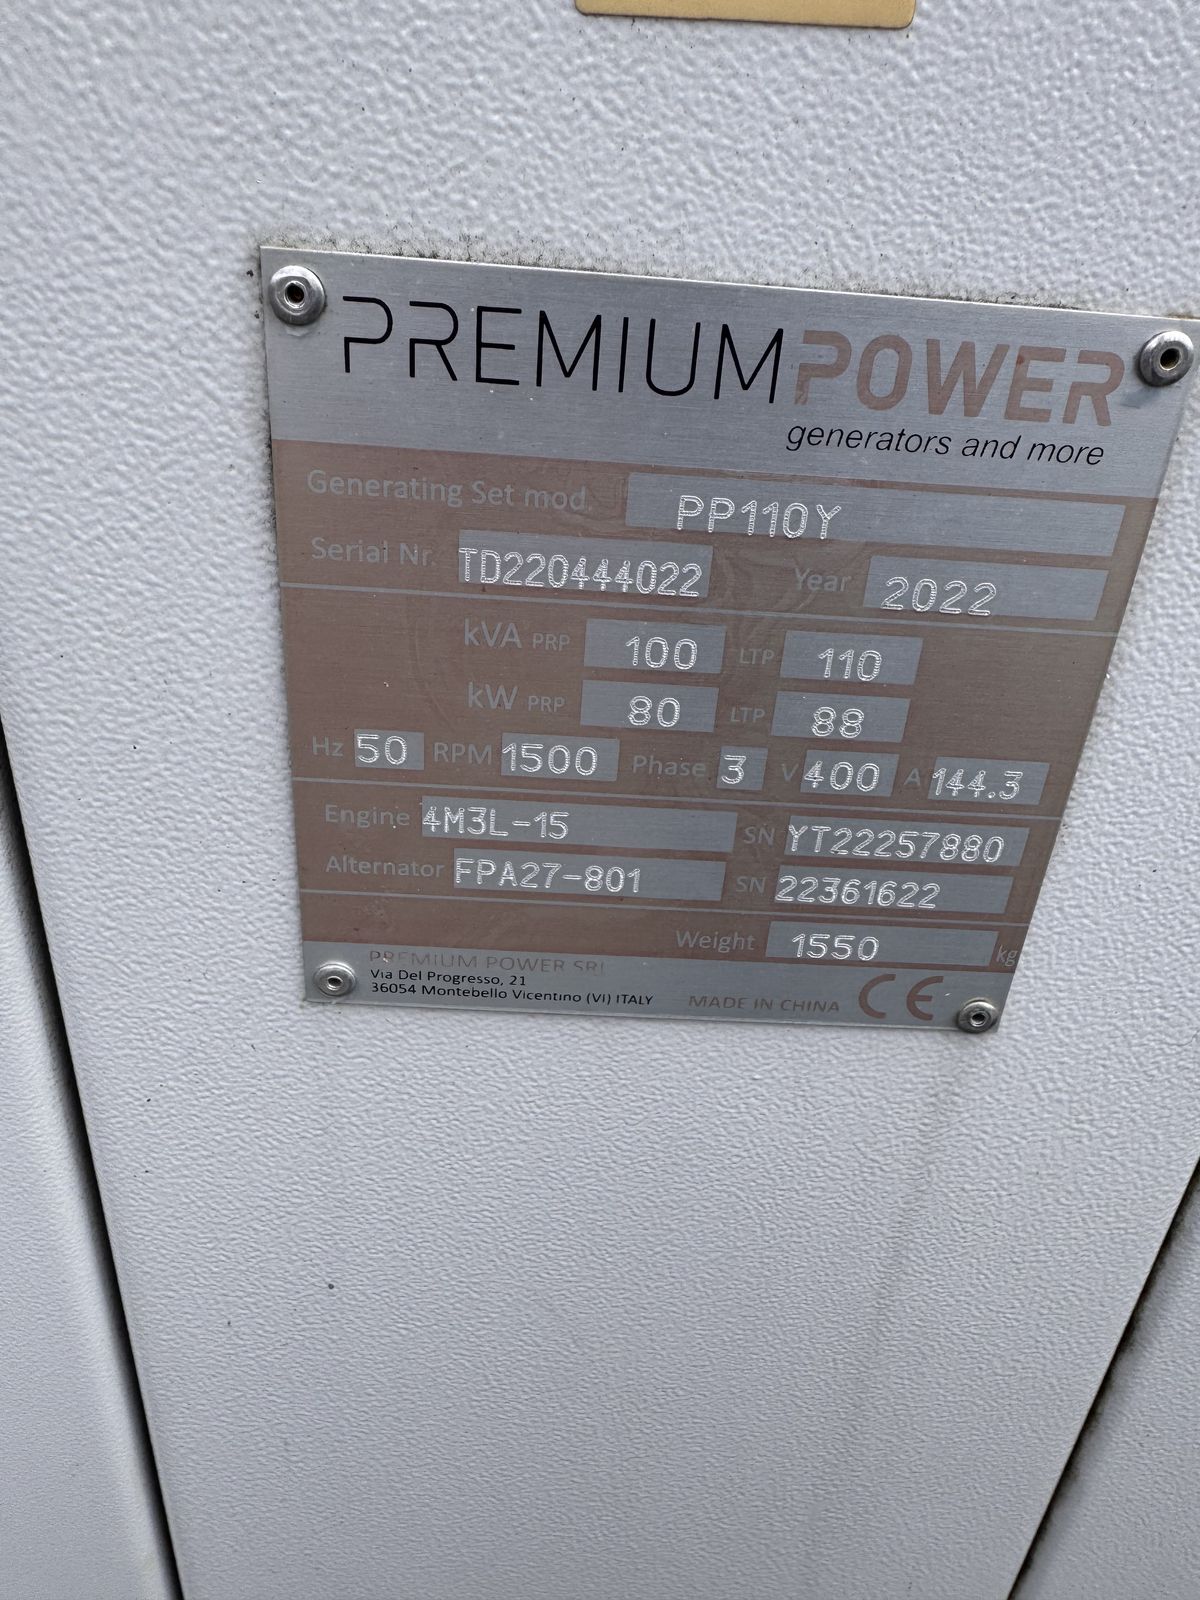 PREMIUMPOWER
generators and more
Generating Set mod. PP110Y
Serial Nr. TD220444022 Year 2022
kVA PRP 100 LTP 110
kW PRP 80 LTP 88
Hz 50 RPM 1500 Phase 3 V 400 A 144.3
Engine 4M3L-15 SN YT22257880
Alternator FPA27-801 SN 22361622
Weight 1550 kg
PREMIUM POWER SRL
Via Del Progresso, 21
36054 Montebello Vicentino (VI) ITALY MADE IN CHINA CE